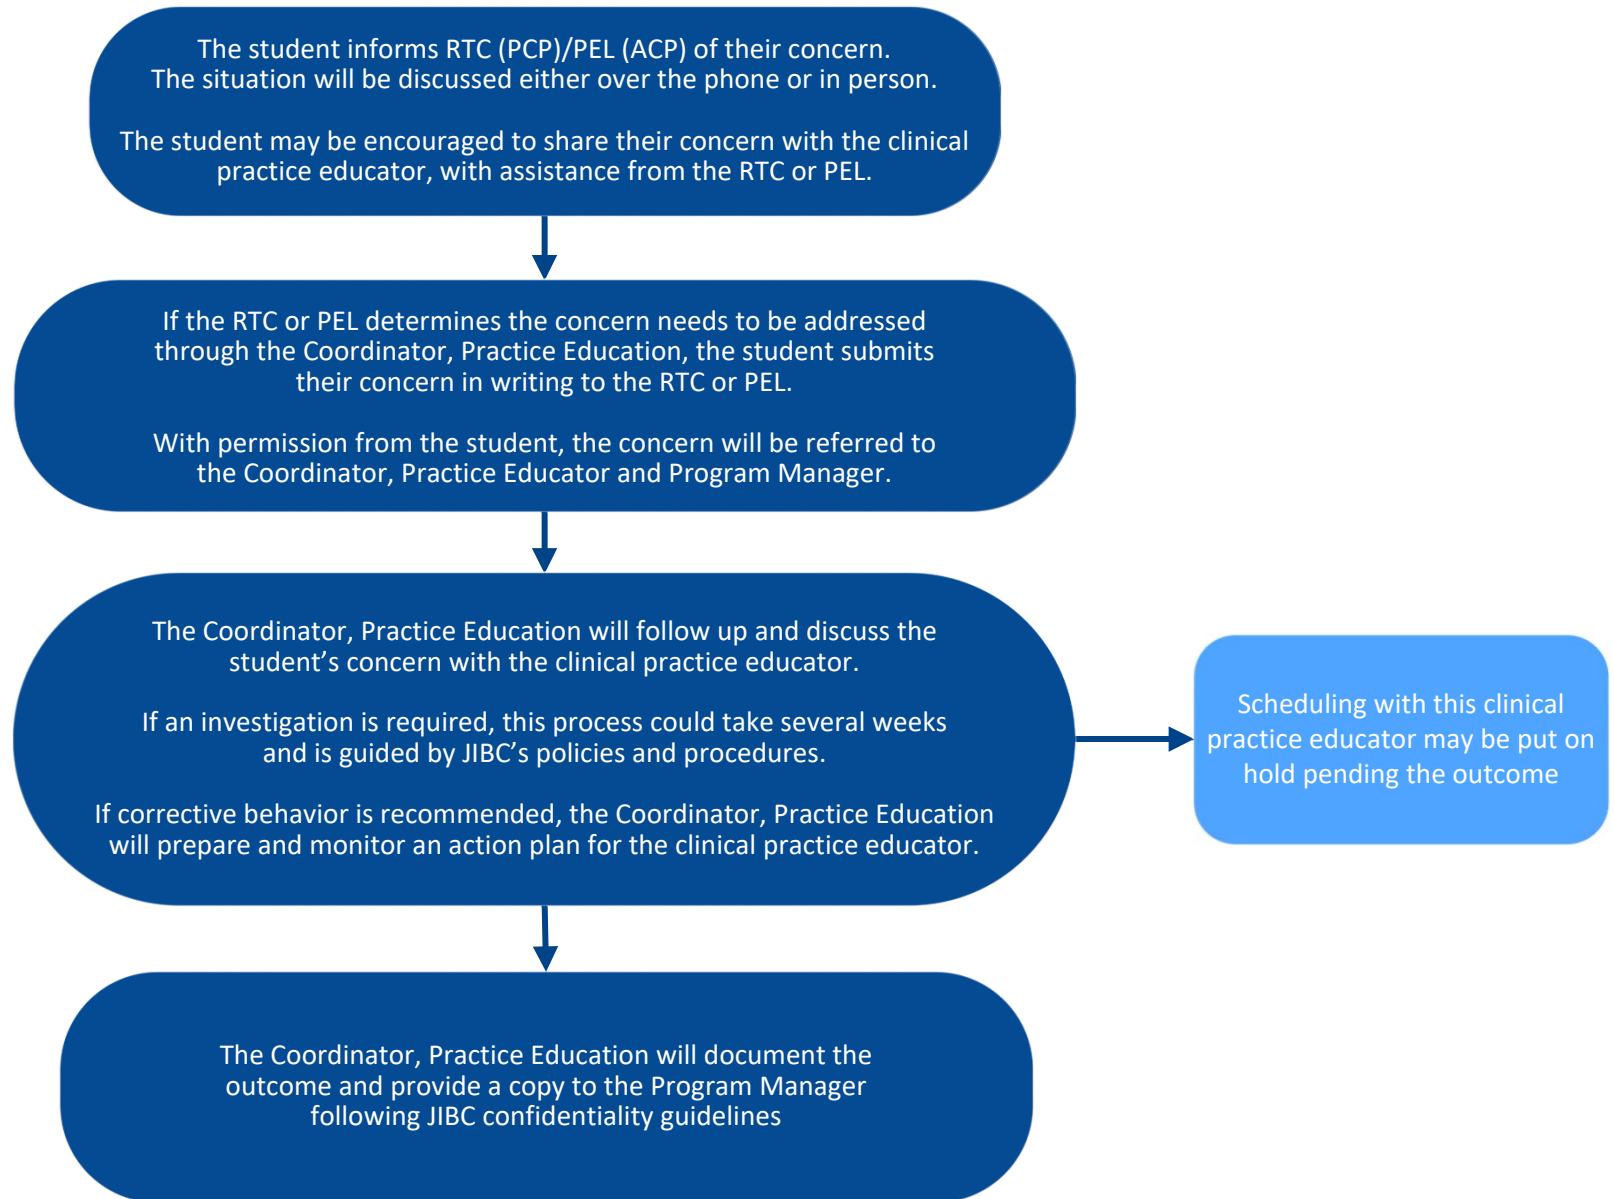 The student informs RTC (PCP)/PEL (ACP) of their concern.
The situation will be discussed either over the phone or in person.
The student may be encouraged to share their concern with the clinical
practice educator, with assistance from the RTC or PEL.
If the RTC or PEL determines the concern needs to be addressed
through the Coordinator, Practice Education, the student submits
their concern in writing to the RTC or PEL.
With permission from the student, the concern will be referred to
the Coordinator, Practice Educator and Program Manager.
The Coordinator, Practice Education will follow up and discuss the
student’s concern with the clinical practice educator.
If an investigation is required, this process could take several weeks
and is guided by JIBC’s policies and procedures.
If corrective behavior is recommended, the Coordinator, Practice Education
will prepare and monitor an action plan for the clinical practice educator.
Scheduling with this clinical
practice educator may be put on
hold pending the outcome
The Coordinator, Practice Education will document the
outcome and provide a copy to the Program Manager
following JIBC confidentiality guidelines